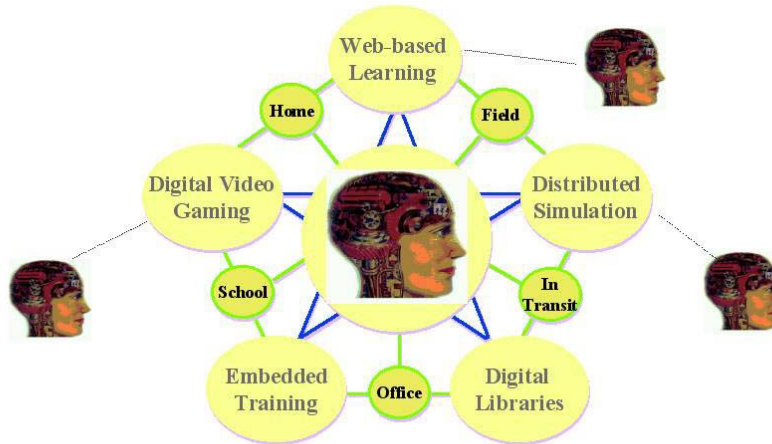 Web-based
Learning
Home
Field
Digital Video
Gaming
Distributed
Simulation
School
In
Transit
Embedded
Training
Office
Digital
Libraries